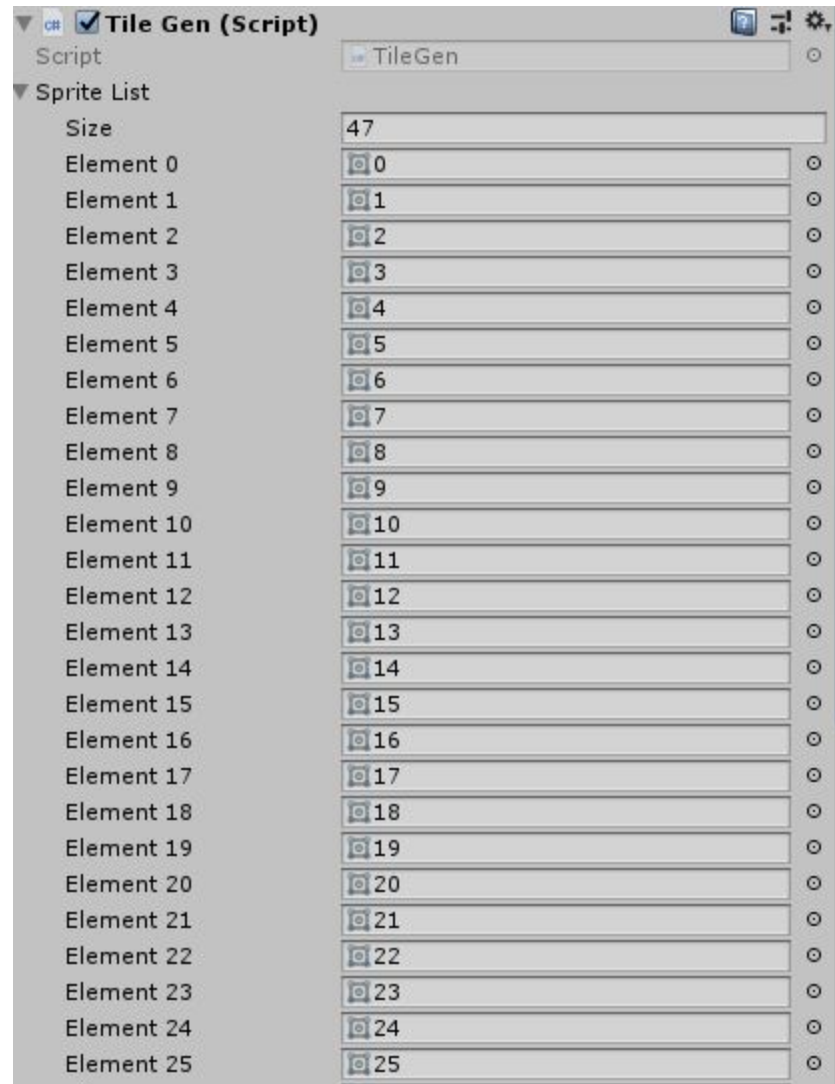 Tile Gen (Script)
Script TileGen
Sprite List
Size 47
Element 0 0
Element 1 1
Element 2 2
Element 3 3
Element 4 4
Element 5 5
Element 6 6
Element 7 7
Element 8 8
Element 9 9
Element 10 10
Element 11 11
Element 12 12
Element 13 13
Element 14 14
Element 15 15
Element 16 16
Element 17 17
Element 18 18
Element 19 19
Element 20 20
Element 21 21
Element 22 22
Element 23 23
Element 24 24
Element 25 25